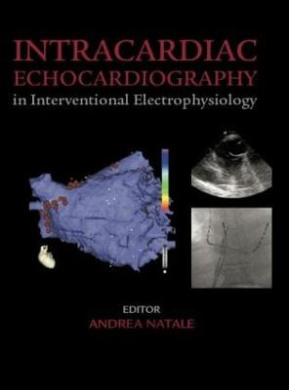 INTRACARDIAC
ECHOCARDIOGRAPHY
in Interventional Electrophysiology
EDITOR
ANDREA NATALE